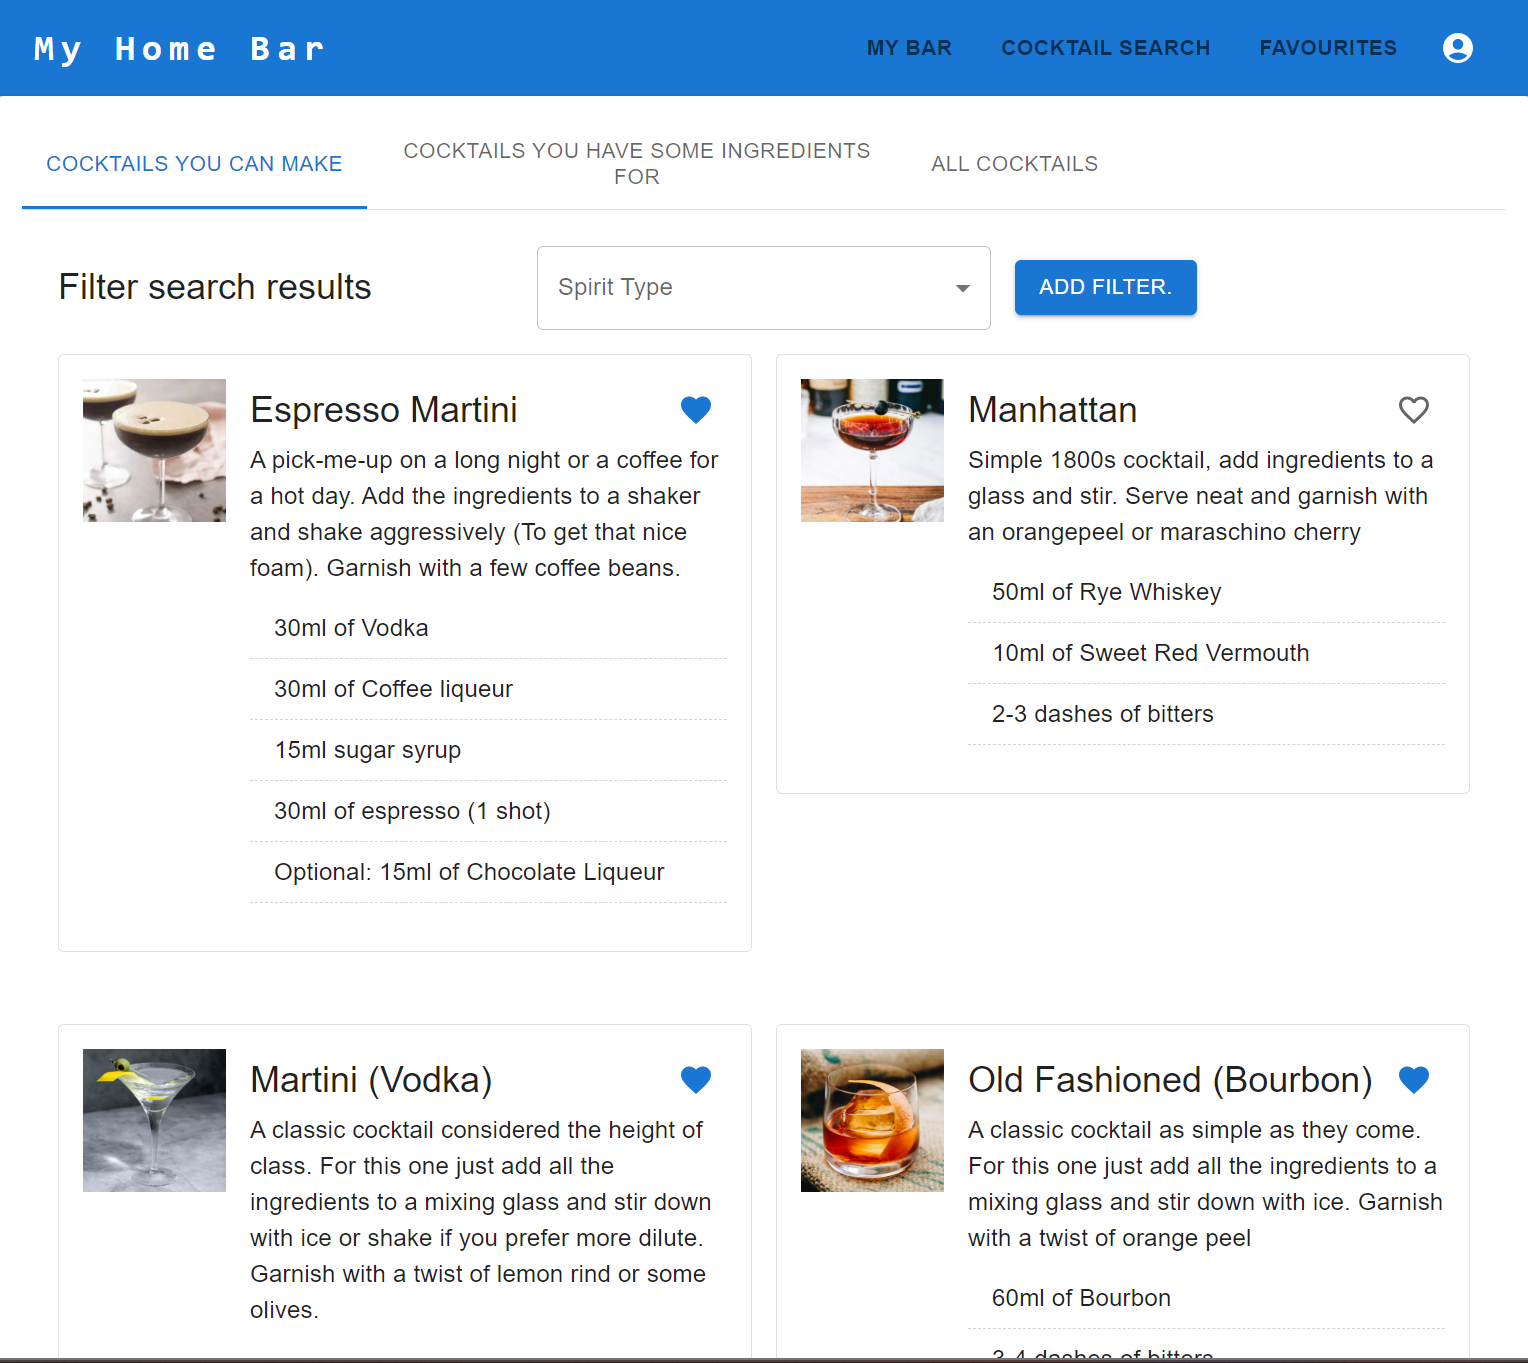 My Home Bar
MY BAR
COCKTAIL SEARCH
FAVOURITES
COCKTAILS YOU CAN MAKE
COCKTAILS YOU HAVE SOME INGREDIENTS
FOR
ALL COCKTAILS
Filter search results
Spirit Type
ADD FILTER.
Espresso Martini
A pick-me-up on a long night or a coffee for
a hot day. Add the ingredients to a shaker
and shake aggressively (To get that nice
foam). Garnish with a few coffee beans.
30ml of Vodka
30ml of Coffee liqueur
15ml sugar syrup
30ml of espresso (1 shot)
Optional: 15ml of Chocolate Liqueur
Manhattan
Simple 1800s cocktail, add ingredients to a
glass and stir. Serve neat and garnish with
an orangepeel or maraschino cherry
50ml of Rye Whiskey
10ml of Sweet Red Vermouth
2-3 dashes of bitters
Martini (Vodka)
A classic cocktail considered the height of
class. For this one just add all the
ingredients to a mixing glass and stir down
with ice or shake if you prefer more dilute.
Garnish with a twist of lemon rind or some
olives.
Old Fashioned (Bourbon)
A classic cocktail as simple as they come.
For this one just add all the ingredients to a
mixing glass and stir down with ice. Garnish
with a twist of orange peel
60ml of Bourbon
3-4 dashes of bitters